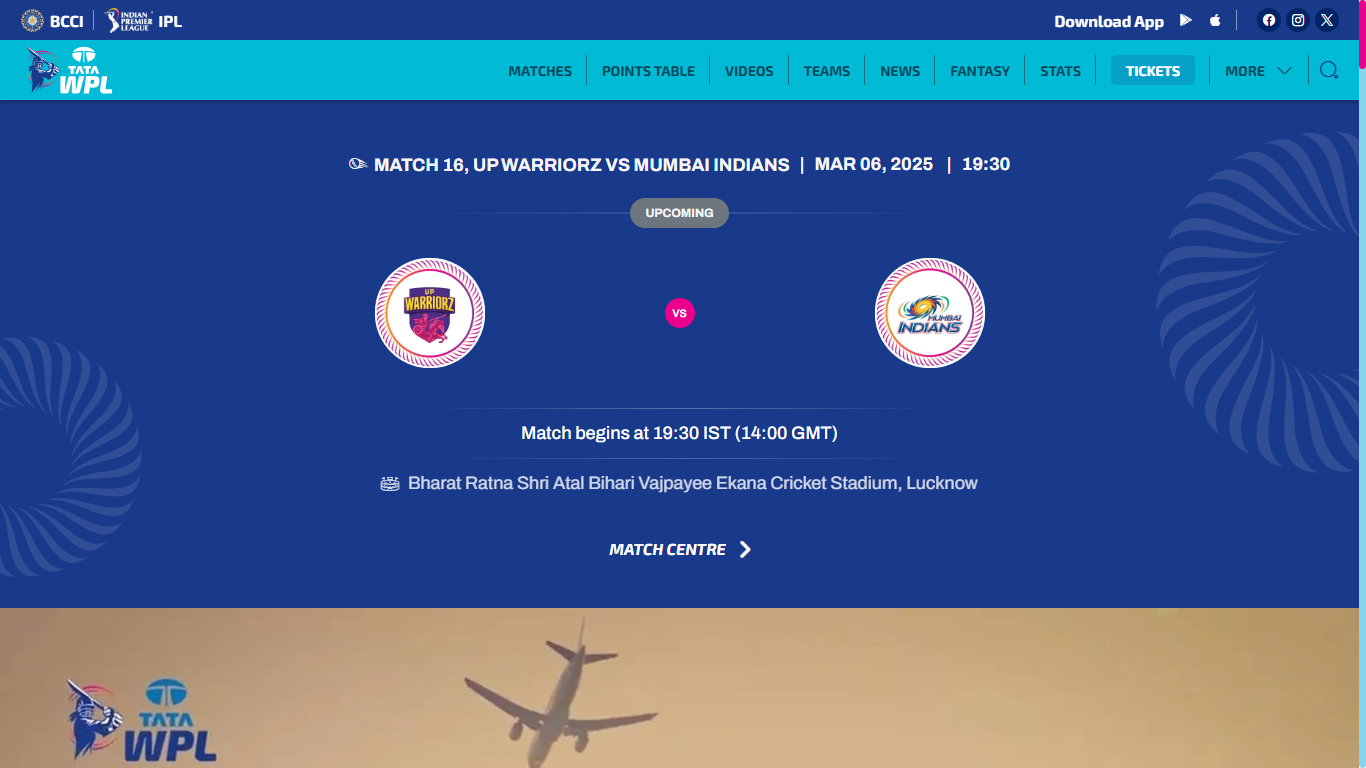 BCCI INDIAN PREMIER LEAGUE IPL Download App
TATA WPL MATCHES POINTS TABLE VIDEOS TEAMS NEWS FANTASY STATS TICKETS MORE
MATCH 16, UP WARRIORZ VS MUMBAI INDIANS | MAR 06, 2025 | 19:30
UPCOMING
UP WARRIORZ VS MUMBAI INDIANS
Match begins at 19:30 IST (14:00 GMT)
Bharat Ratna Shri Atal Bihari Vajpayee Ekana Cricket Stadium, Lucknow
MATCH CENTRE
TATA
WPL